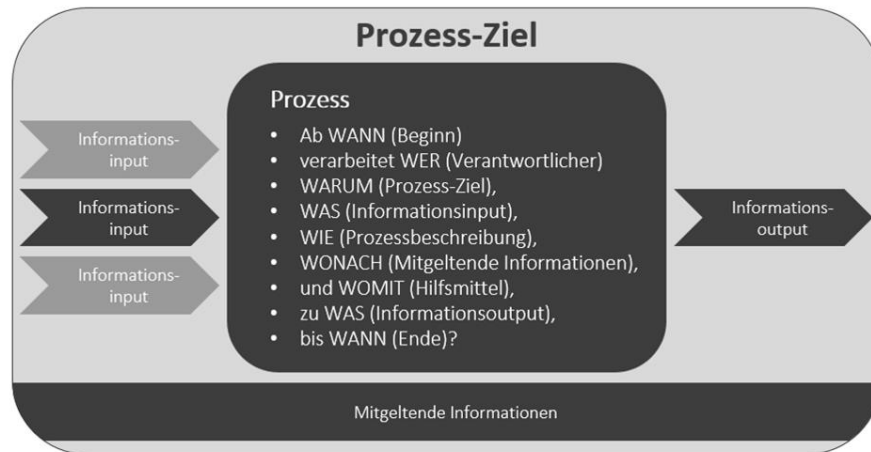 Prozess-Ziel
Informations-
input
Informations-
input
Informations-
input
Prozess
• Ab WANN (Beginn)
• verarbeitet WER (Verantwortlicher)
• WARUM (Prozess-Ziel),
• WAS (Informationsinput),
• WIE (Prozessbeschreibung),
• WONACH (Mitgeltende Informationen),
• und WOMIT (Hilfsmittel),
• zu WAS (Informationsoutput),
• bis WANN (Ende)?
Informations-
output
Mitgeltende Informationen